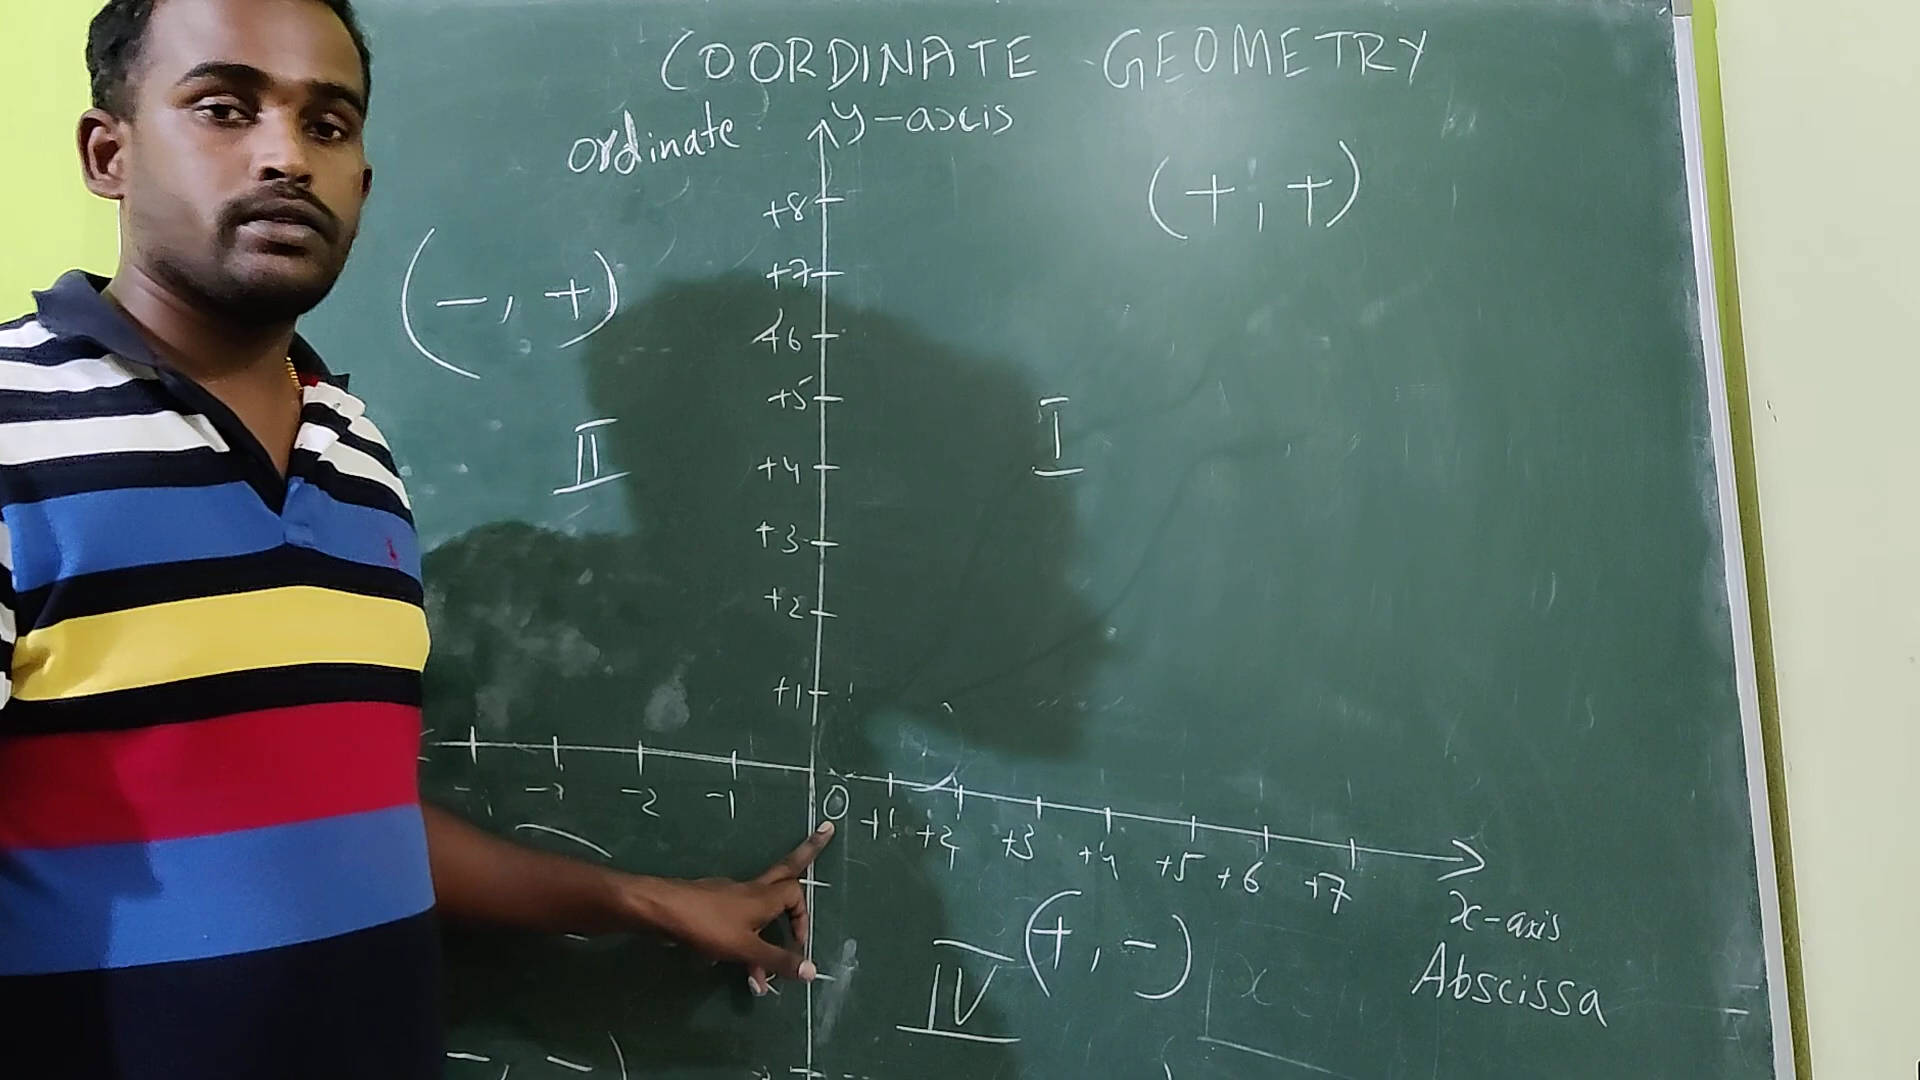 COORDINATE GEOMETRY
ordinate y-axis
(+, +)
+8
(-, +)
+7
+6
+5
II
I
+4
+3
+2
+1
-2 -1 0 +1 +2 +3 +4 +5 +6 +7
x-axis
IV (+, -)
x
Abscissa